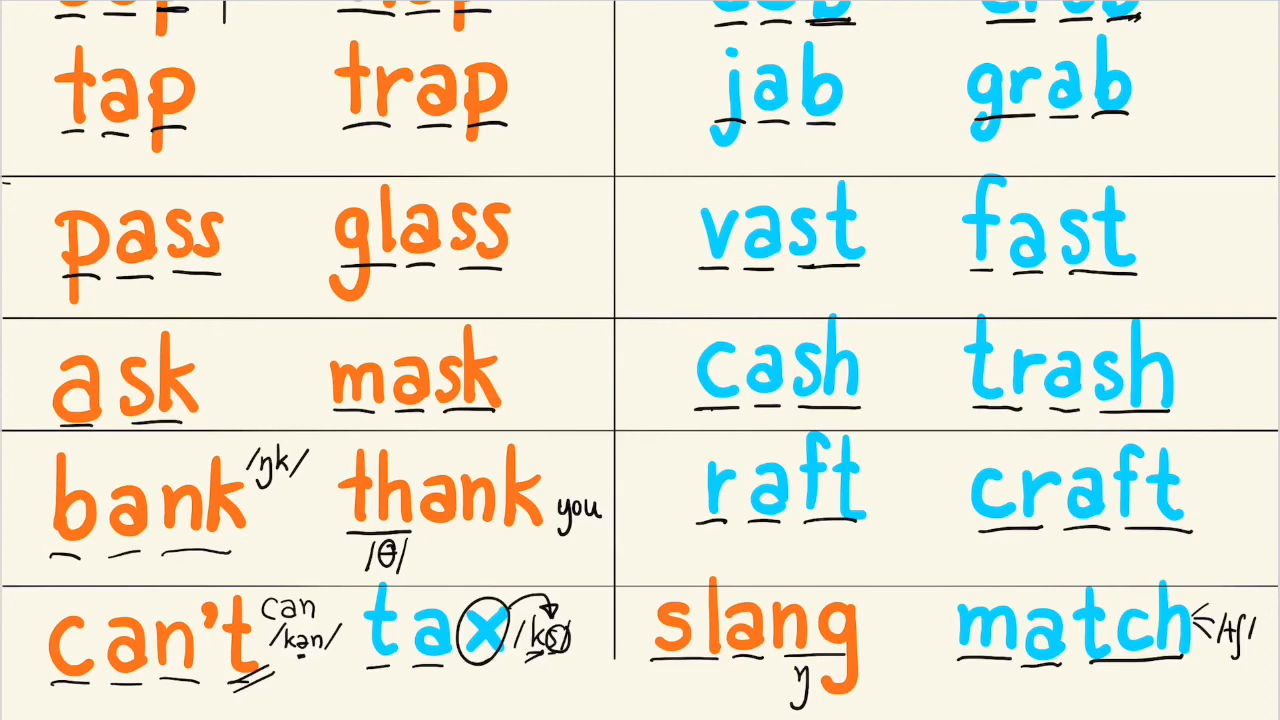 tap trap jab grab
pass glass vast fast
ask mask cash trash
bank /ŋk/ thank you raft craft
/θ/
can't can /kən/ tax /ks/ slang match /tʃ/
ŋ